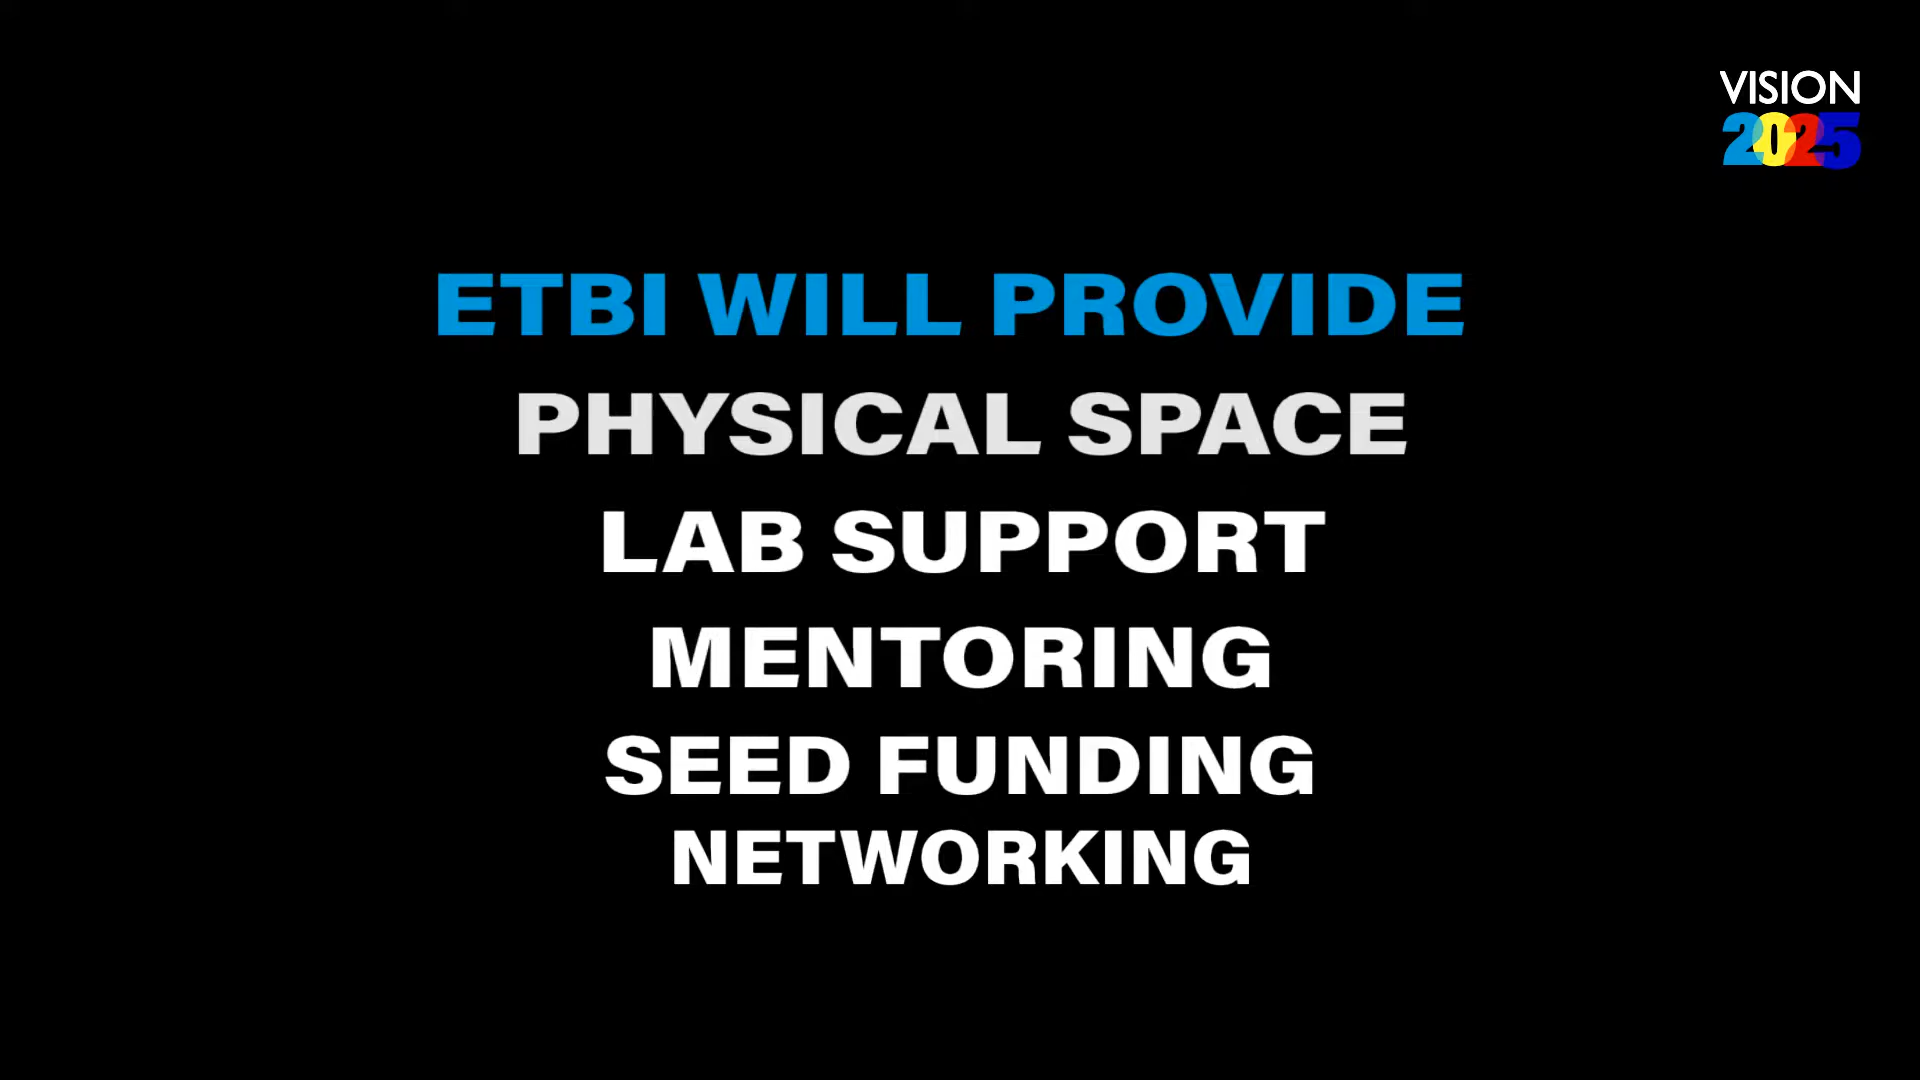 VISION
2025
ETBI WILL PROVIDE
PHYSICAL SPACE
LAB SUPPORT
MENTORING
SEED FUNDING
NETWORKING